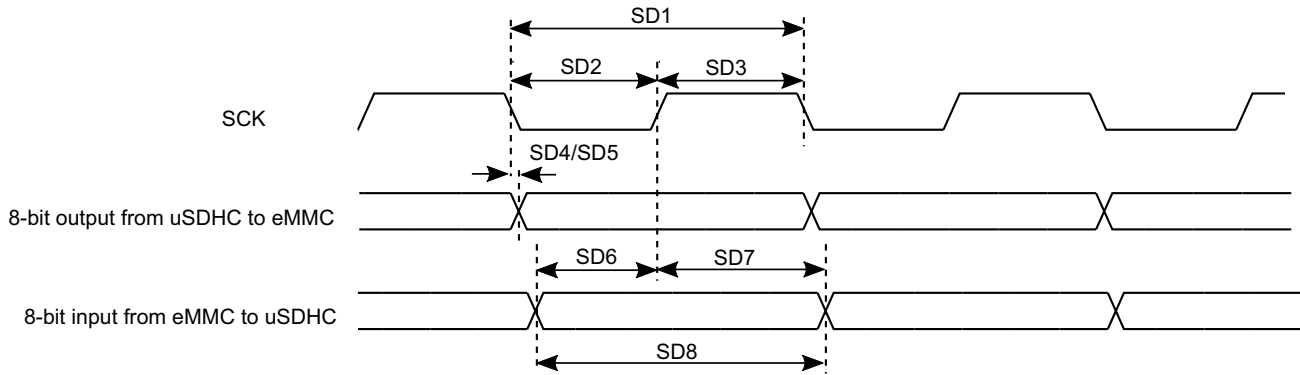 SD1
SD2
SD3
SCK
SD4/SD5
8-bit output from uSDHC to eMMC
SD6
SD7
8-bit input from eMMC to uSDHC
SD8